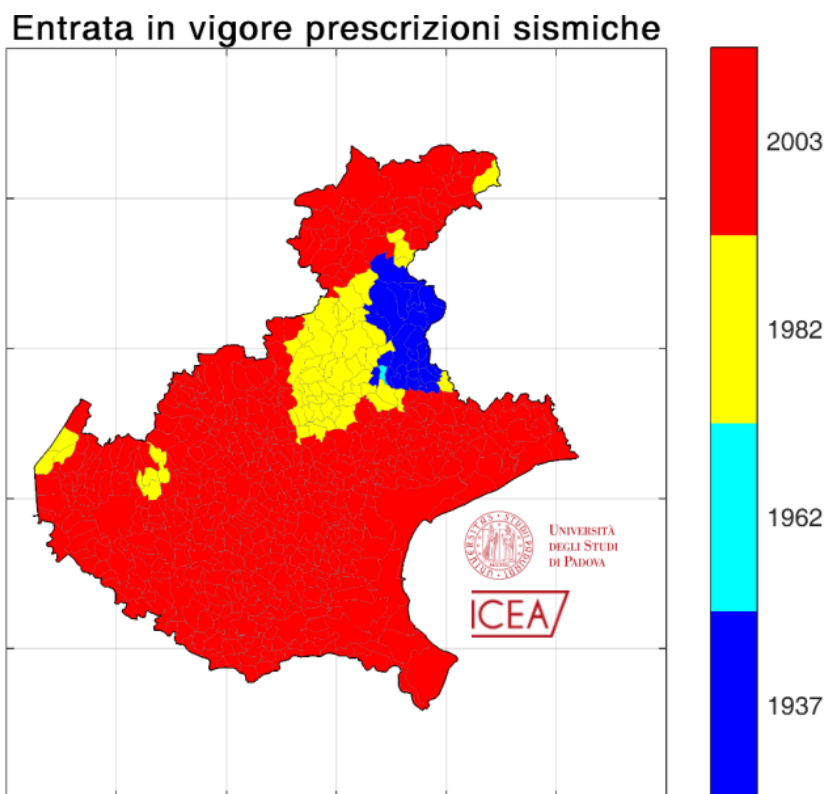 Entrata in vigore prescrizioni sismiche
2003
1982
1962
1937
UNIVERSITÀ
DEGLI STUDI
DI PADOVA
ICEA